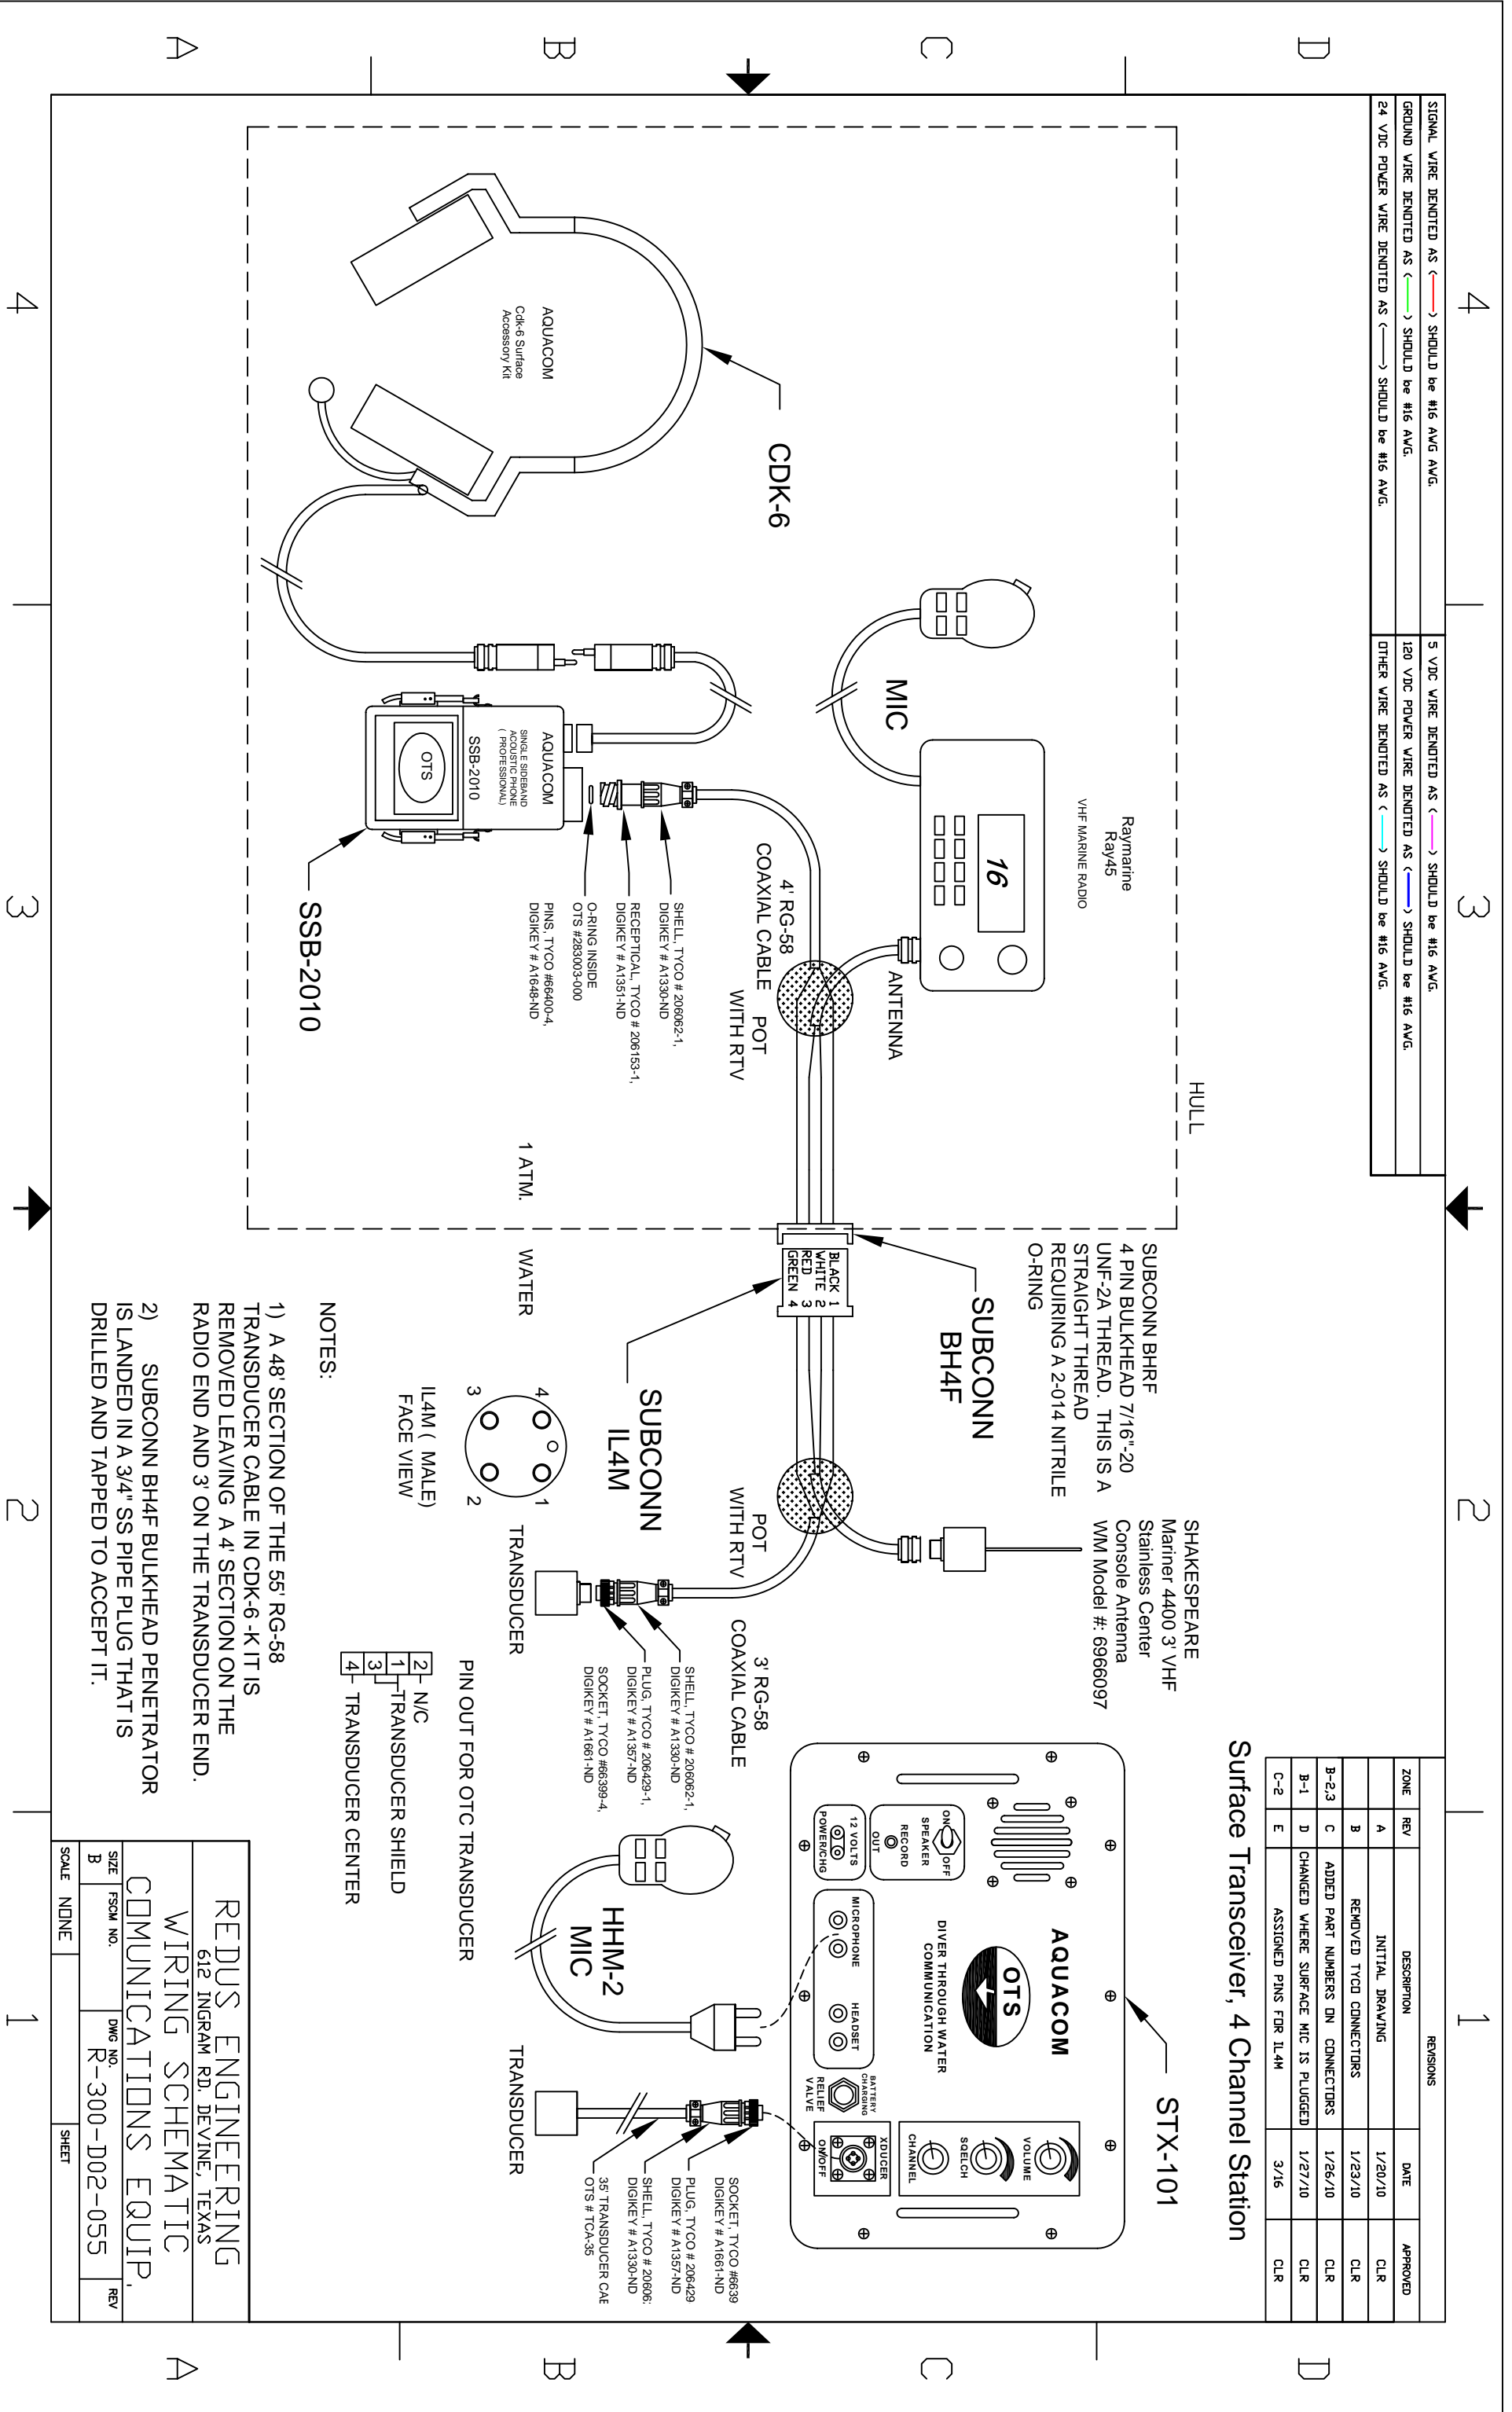 SIGNAL WIRE DENOTED AS ( ) SHOULD be #16 AWG AWG.
GROUND WIRE DENOTED AS ( ) SHOULD be #16 AWG.
24 VDC POWER WIRE DENOTED AS ( ) SHOULD be #16 AWG.
5 VDC WIRE DENOTED AS ( ) SHOULD be #16 AWG.
120 VDC POWER WIRE DENOTED AS ( ) SHOULD be #16 AWG.
OTHER WIRE DENOTED AS ( ) SHOULD be #16 AWG.
REVISIONS
ZONE REV DESCRIPTION DATE APPROVED
A INITIAL DRAWING 1/20/10 CLR
B REMOVED TYCO CONNECTORS 1/23/10 CLR
B-2,3 C ADDED PART NUMBERS ON CONNECTORS 1/26/10 CLR
B-1 D CHANGED WHERE SURFACE MIC IS PLUGGED 1/27/10 CLR
C-2 E ASSIGNED PINS FOR IL4M 3/16 CLR
Surface Transceiver, 4 Channel Station
HULL
CDK-6
AQUACOM
Cdk-6 Surface
Accessory Kit
MIC
Raymarine
Ray45
VHF MARINE RADIO
16
ANTENNA
4' RG-58
COAXIAL CABLE
POT
WITH RTV
SHELL, TYCO # 206062-1,
DIGIKEY # A1330-ND
RECEPTICAL, TYCO # 206153-1,
DIGIKEY # A1351-ND
O-RING INSIDE
OTS #283003-000
PINS, TYCO #66400-4,
DIGIKEY # A1648-ND
AQUACOM
SINGLE SIDEBAND
ACOUSTIC PHONE
( PROFESSIONAL)
SSB-2010
OTS
SSB-2010
1 ATM.
WATER
SUBCONN BHRF
4 PIN BULKHEAD 7/16"-20
UNF-2A THREAD. THIS IS A
STRAIGHT THREAD
REQUIRING A 2-014 NITRILE
O-RING
SUBCONN
BH4F
BLACK 1
WHITE 2
RED 3
GREEN 4
SUBCONN
IL4M
4
1
3
2
IL4M ( MALE)
FACE VIEW
SHAKESPEARE
Mariner 4400 3' VHF
Stainless Center
Console Antenna
WM Model #: 6966097
POT
WITH RTV
3' RG-58
COAXIAL CABLE
SHELL, TYCO # 206062-1,
DIGIKEY # A1330-ND
PLUG, TYCO # 206429-1,
DIGIKEY # A1357-ND
SOCKET, TYCO #66399-4,
DIGIKEY # A1661-ND
TRANSDUCER
PIN OUT FOR OTC TRANSDUCER
2 N/C
1 TRANSDUCER SHIELD
3
4 TRANSDUCER CENTER
STX-101
AQUACOM
OTS
DIVER THROUGH WATER
COMMUNICATION
ON OFF
SPEAKER
RECORD
OUT
12 VOLTS
POWER/CHG
MICROPHONE
HEADSET
BATTERY
CHARGING
RELIEF
VALVE
VOLUME
SQELCH
CHANNEL
XDUCER
ON/OFF
HHM-2
MIC
TRANSDUCER
SOCKET, TYCO #6639
DIGIKEY # A1661-ND
PLUG, TYCO # 206429
DIGIKEY # A1357-ND
SHELL, TYCO # 20606
DIGIKEY # A1330-ND
35' TRANSDUCER CAE
OTS # TCA-35
NOTES:
1) A 48' SECTION OF THE 55' RG-58
TRANSDUCER CABLE IN CDK-6 -K IT IS
REMOVED LEAVING A 4' SECTION ON THE
RADIO END AND 3' ON THE TRANSDUCER END.
2) SUBCONN BH4F BULKHEAD PENETRATOR
IS LANDED IN A 3/4" SS PIPE PLUG THAT IS
DRILLED AND TAPPED TO ACCEPT IT.
REDUS ENGINEERING
612 INGRAM RD. DEVINE, TEXAS
WIRING SCHEMATIC
COMUNICATIONS EQUIP,
SIZE
B
FSCM NO.
DWG NO.
R-300-D02-055
REV
SCALE NONE
SHEET
4 3 2 1
4 3 2 1
D C B A
D C B A